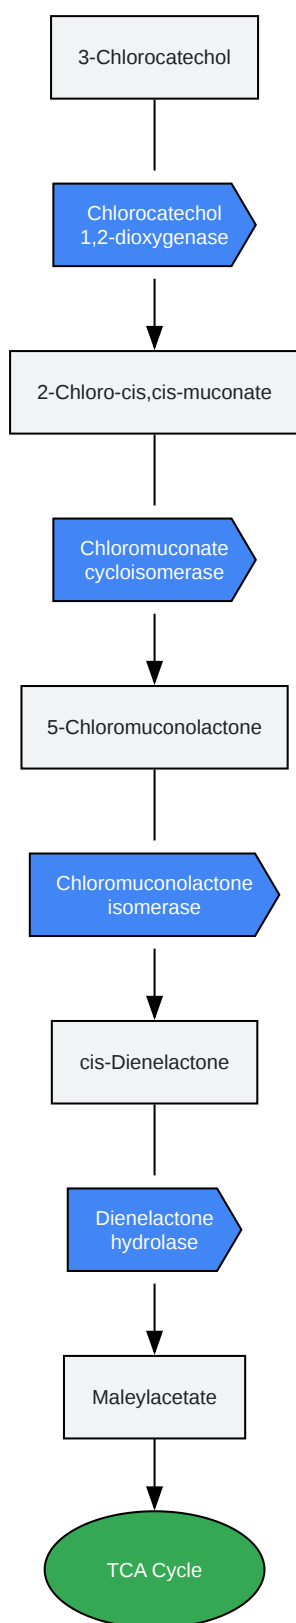 3-Chlorocatechol
Chlorocatechol
1,2-dioxygenase
2-Chloro-cis,cis-muconate
Chloromuconate
cycloisomerase
5-Chloromuconolactone
Chloromuconolactone
isomerase
cis-Dienelactone
Dienelactone
hydrolase
Maleylacetate
TCA Cycle